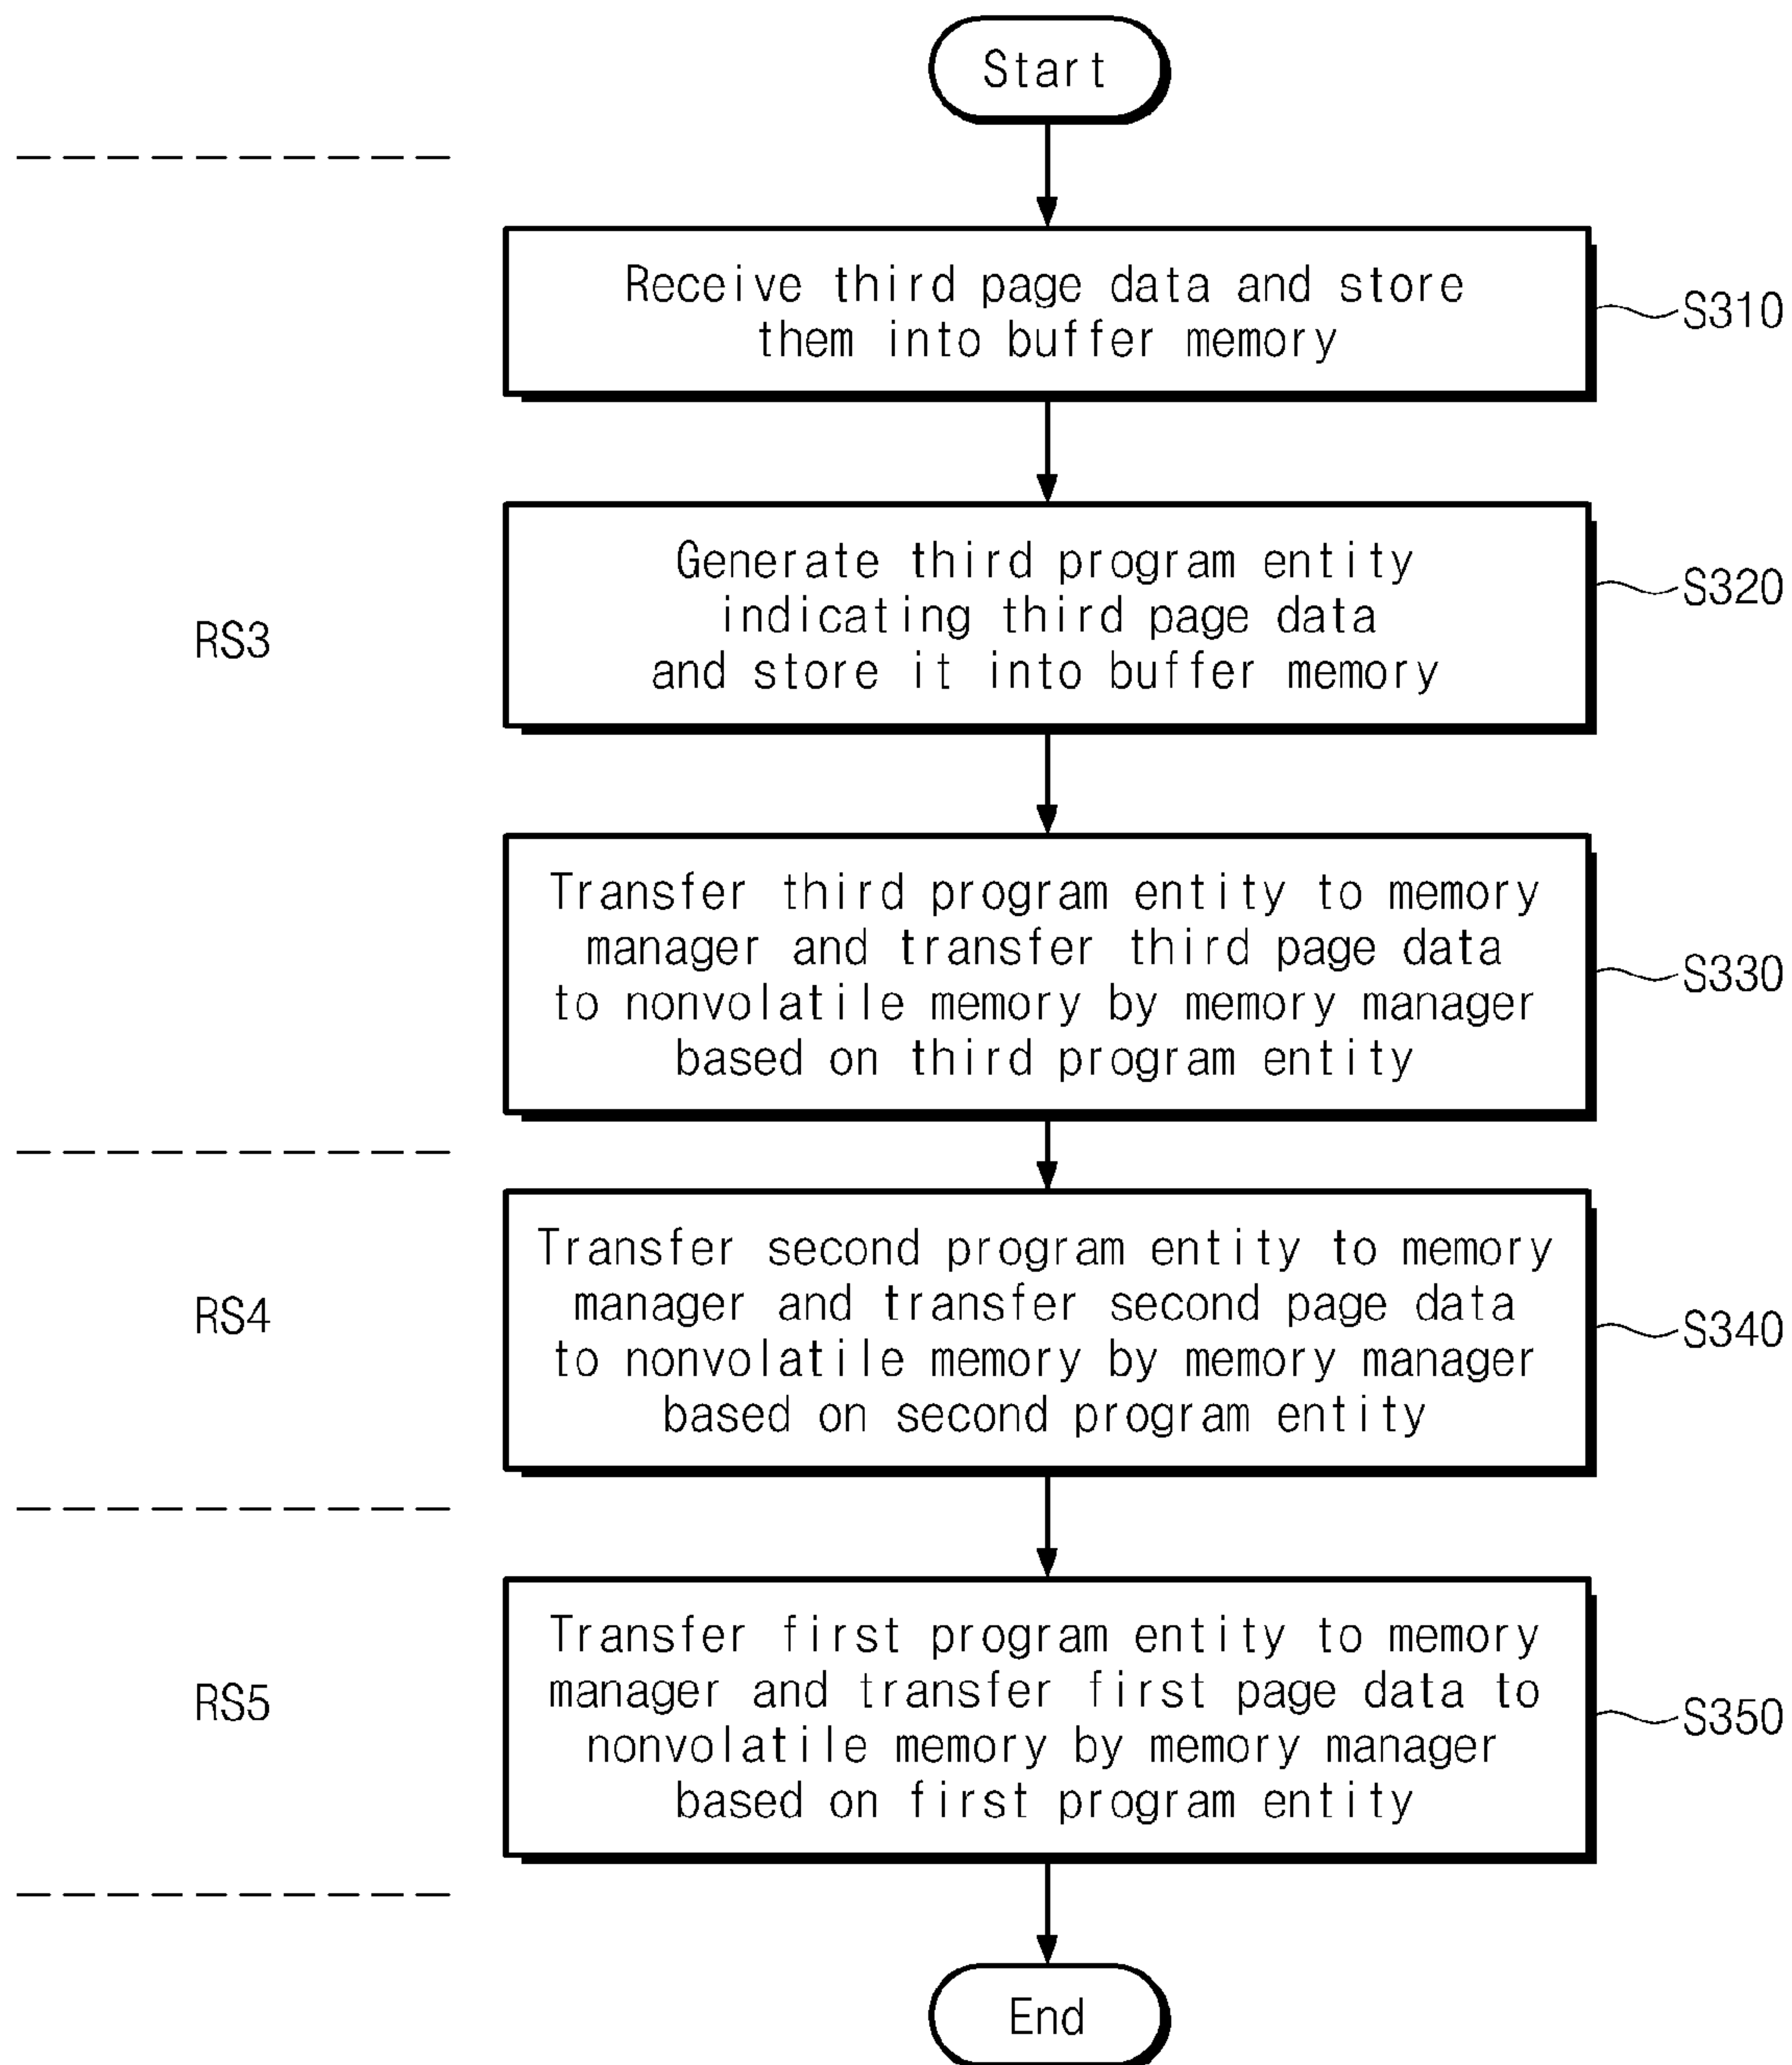 Start
Receive third page data and store
them into buffer memory
S310
Generate third program entity
indicating third page data
and store it into buffer memory
S320
RS3
Transfer third program entity to memory
manager and transfer third page data
to nonvolatile memory by memory manager
based on third program entity
S330
Transfer second program entity to memory
manager and transfer second page data
to nonvolatile memory by memory manager
based on second program entity
RS4
S340
Transfer first program entity to memory
manager and transfer first page data to
nonvolatile memory by memory manager
based on first program entity
RS5
S350
End